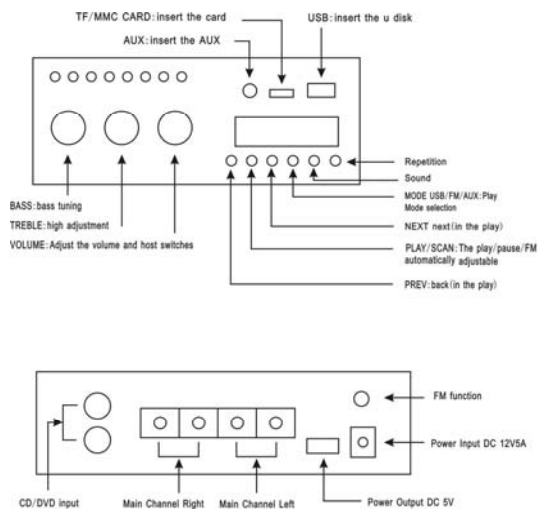 TF/MMC CARD:insert the card
USB:insert the u disk
AUX:insert the AUX
Repetition
Sound
BASS:bass tuning
MODE USB/FM/AUX:Play
Mode selection
TREBLE:high adjustment
NEXT next(in the play)
VOLUME:Adjust the volume and host switches
PLAY/SCAN:The play/pause/FM
automatically adjustable
PREV:back(in the play)
FM function
Power Input DC 12V5A
CD/DVD input
Main Channel Right
Main Channel Left
Power Output DC 5V